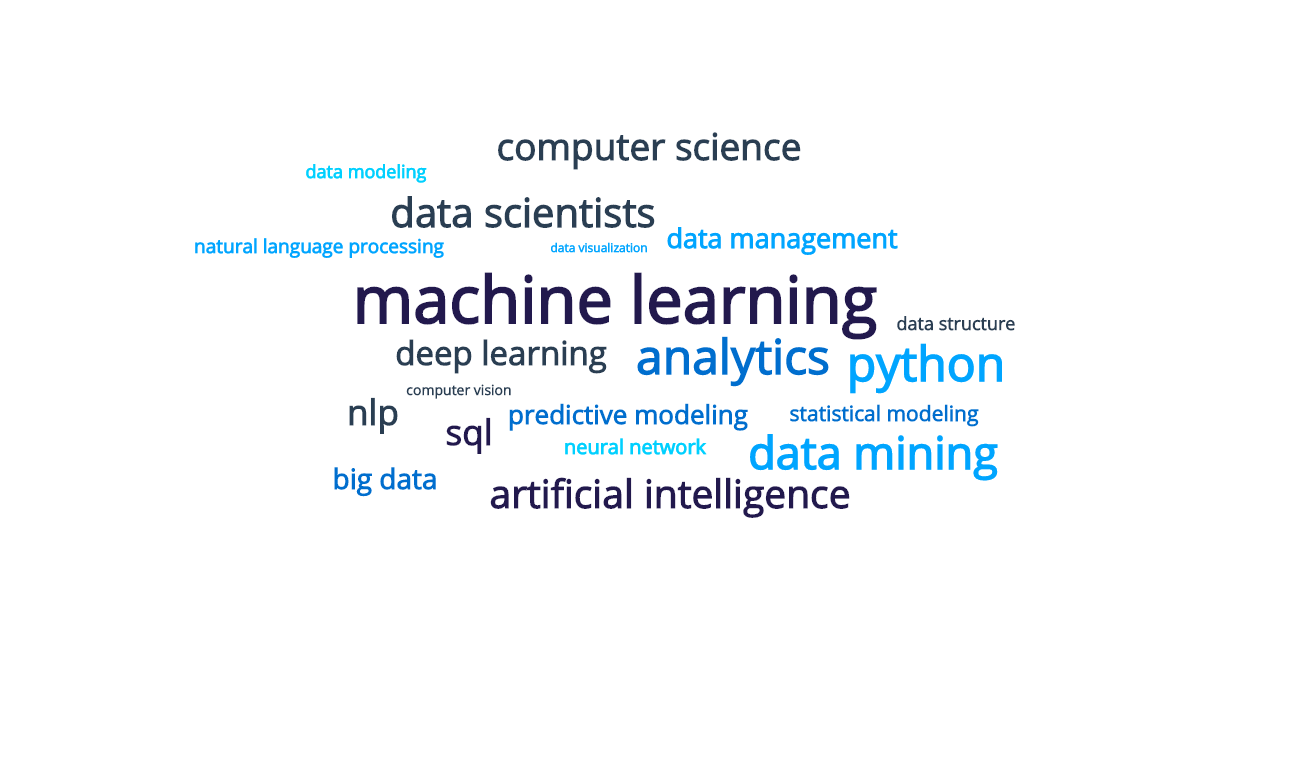 computer science
data modeling
data scientists
data management
natural language processing
data visualization
machine learning
data structure
deep learning
analytics
python
computer vision
nlp
predictive modeling
statistical modeling
sql
neural network
data mining
big data
artificial intelligence